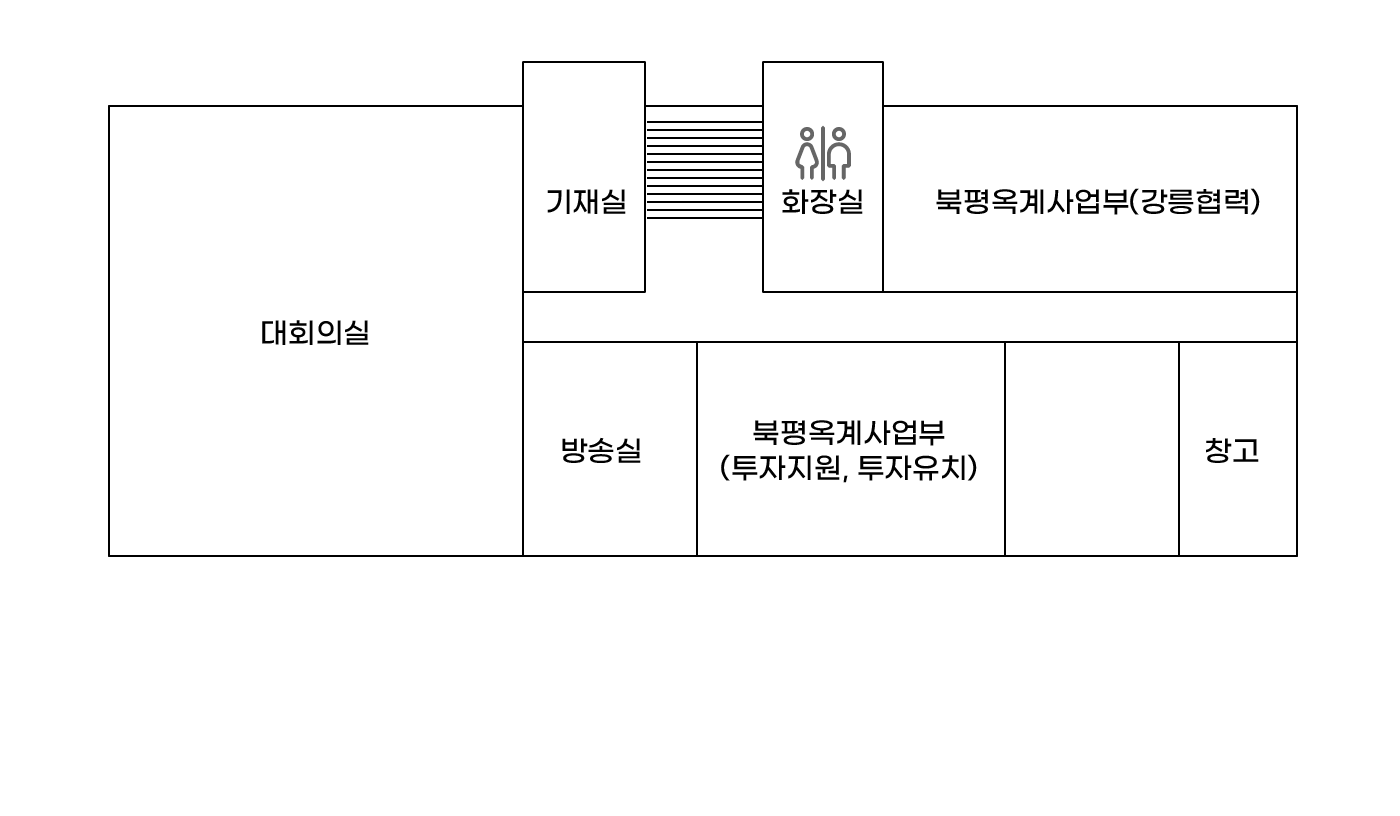 기재실
화장실
북평옥계사업부(강릉협력)
대회의실
방송실
북평옥계사업부
(투자지원, 투자유치)
창고